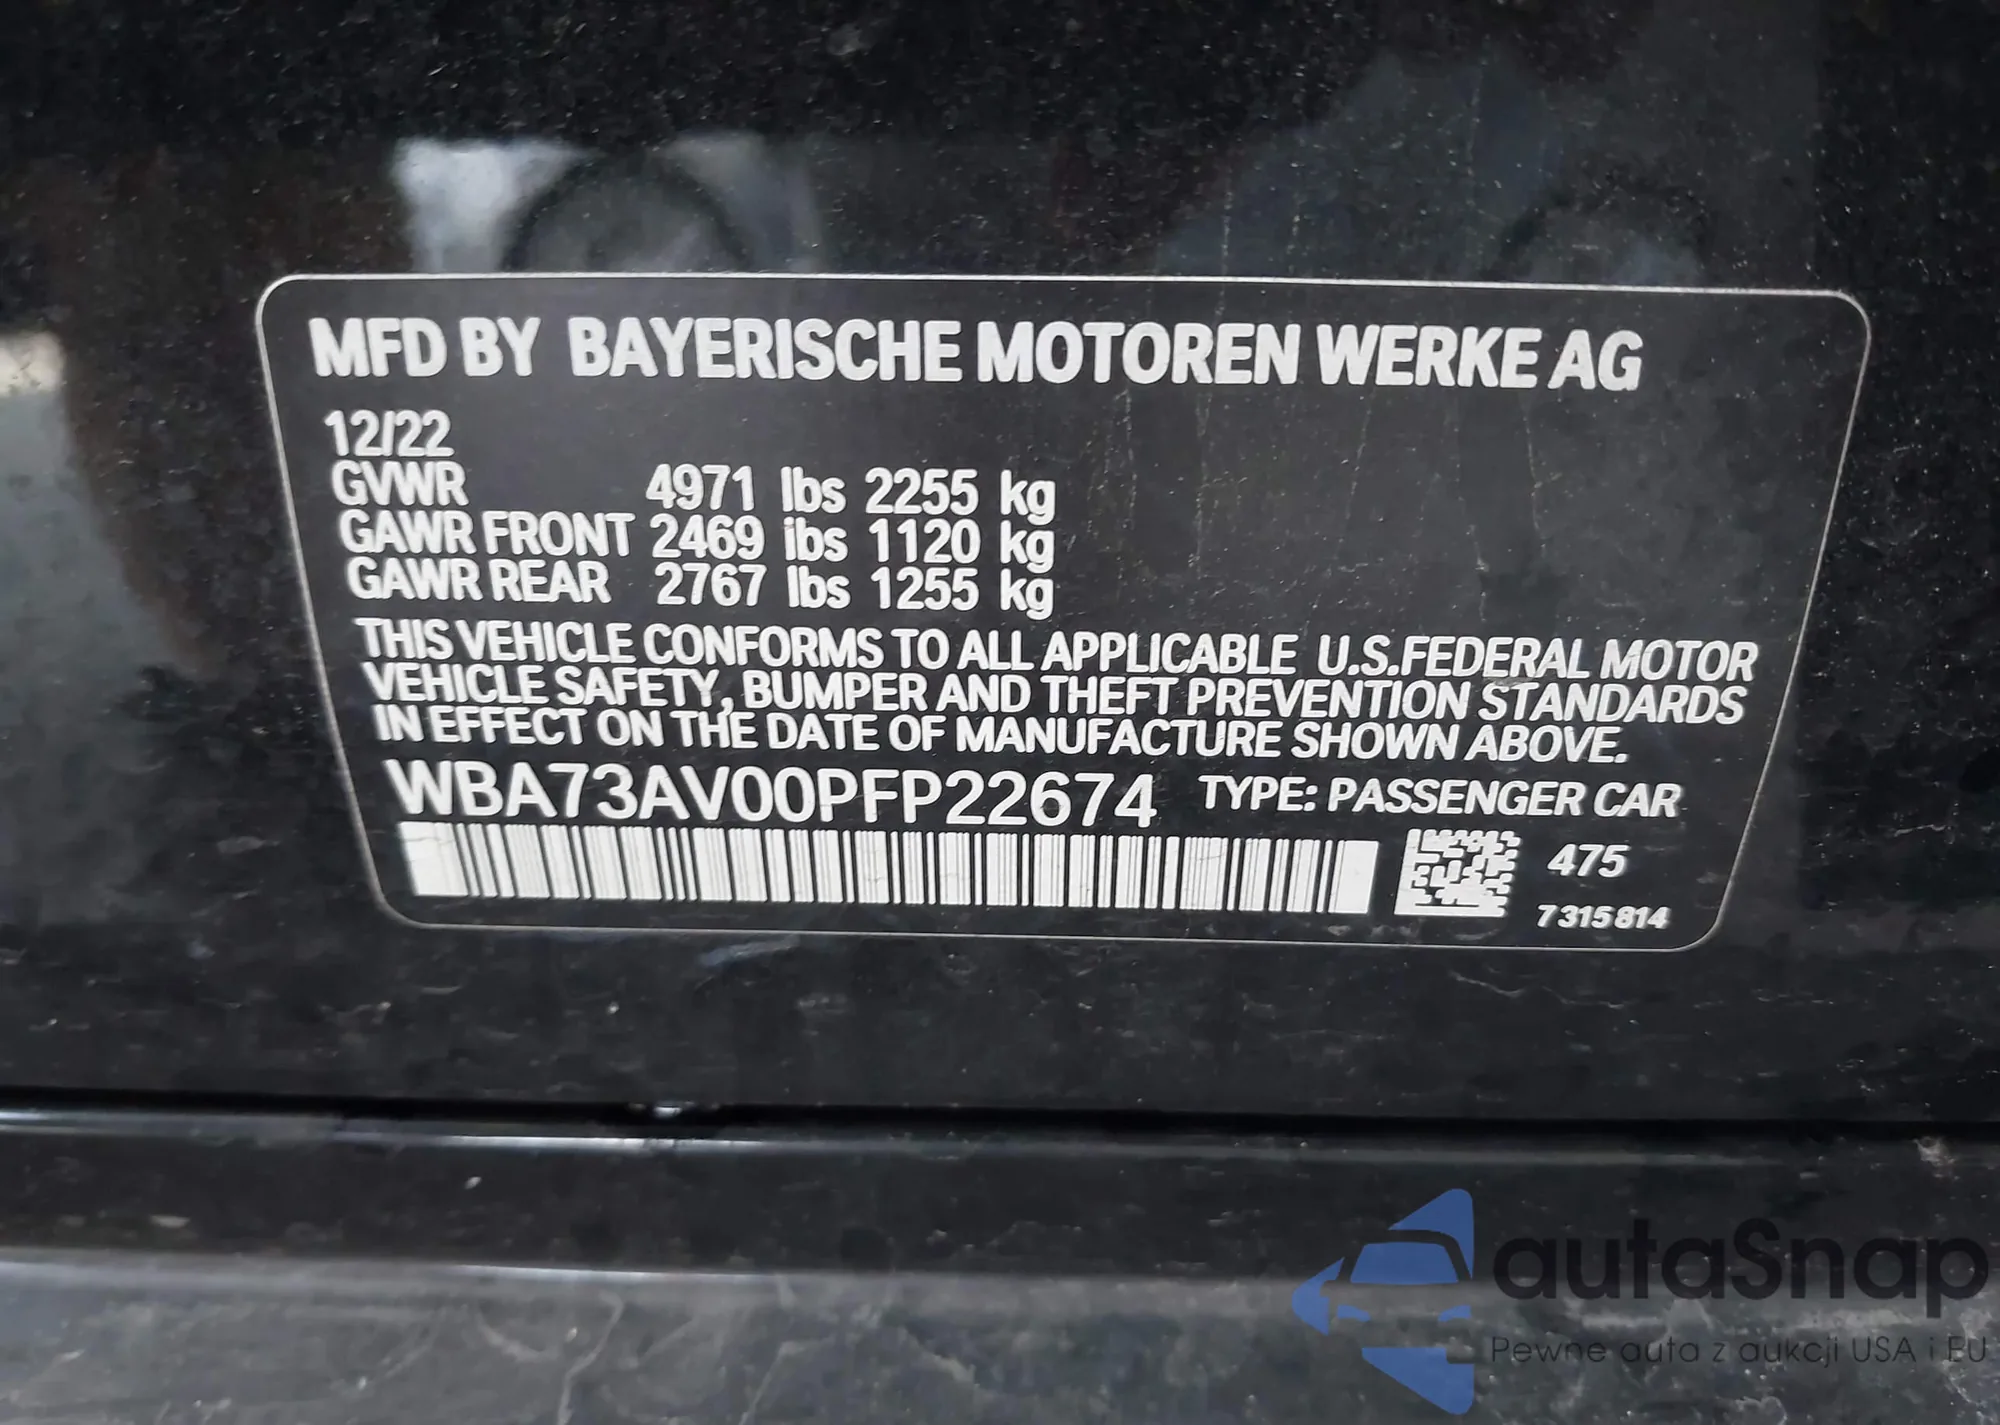 MFD BY BAYERISCHE MOTOREN WERKE AG
12/22
GVWR 4971 lbs 2255 kg
GAWR FRONT 2469 lbs 1120 kg
GAWR REAR 2767 lbs 1255 kg
THIS VEHICLE CONFORMS TO ALL APPLICABLE U.S.FEDERAL MOTOR
VEHICLE SAFETY, BUMPER AND THEFT PREVENTION STANDARDS
IN EFFECT ON THE DATE OF MANUFACTURE SHOWN ABOVE.
WBA73AV00PFP22674 TYPE: PASSENGER CAR
475
7 315 814
autaSnap
Pewne auta z aukcji USA i EU